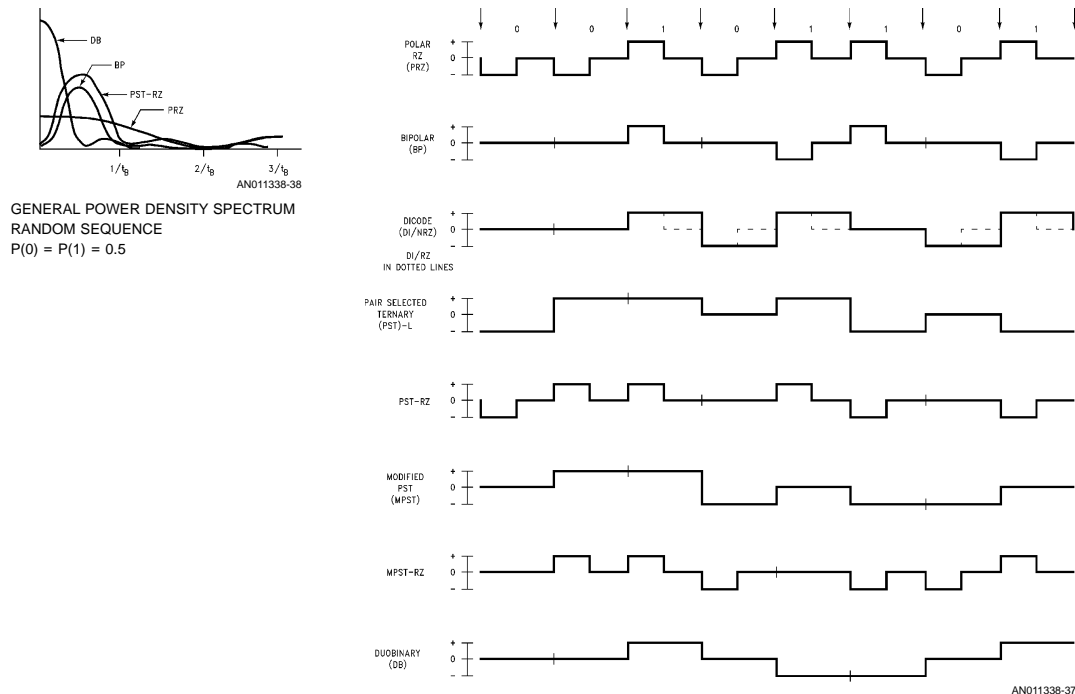 DB
BP
PST-RZ
PRZ
1/tB
2/tB
3/tB
AN011338-38
GENERAL POWER DENSITY SPECTRUM
RANDOM SEQUENCE
P(0) = P(1) = 0.5
0 0 1 0 1 1 0 1
POLAR
RZ
(PRZ)
+
0
−
BIPOLAR
(BP)
+
0
−
DICODE
(DI/NRZ)
+
0
−
DI/RZ
IN DOTTED LINES
PAIR SELECTED
TERNARY
(PST)-L
+
0
−
PST-RZ
+
0
−
MODIFIED
PST
(MPST)
+
0
−
MPST-RZ
+
0
−
DUOBINARY
(DB)
+
0
−
AN011338-37